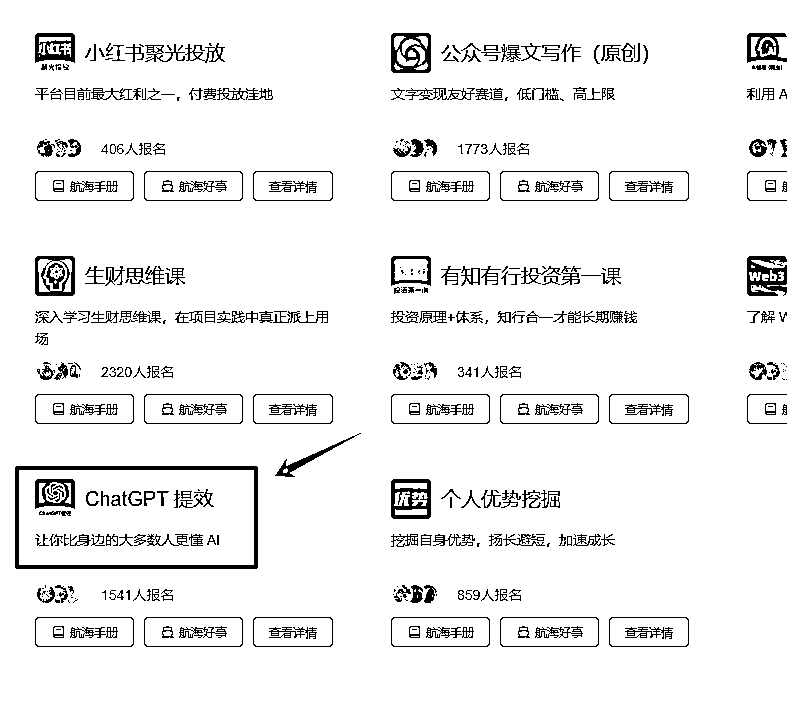 小红书
聚光投放
小红书聚光投放
平台目前最大红利之一，付费投放洼地
406人报名
航海手册 航海好事 查看详情
公众号爆文写作（原创）
文字变现友好赛道，低门槛、高上限
1773人报名
航海手册 航海好事 查看详情
利用 A
航
生财思维课
深入学习生财思维课，在项目实践中真正派上用
场
2320人报名
航海手册 航海好事 查看详情
投资第一课
有知有行投资第一课
投资原理+体系，知行合一才能长期赚钱
341人报名
航海手册 航海好事 查看详情
Web3
了解 W
航
ChatGPT提效
ChatGPT 提效
让你比身边的大多数人更懂 AI
1541人报名
航海手册 航海好事 查看详情
优势
个人优势挖掘
挖掘自身优势，扬长避短，加速成长
859人报名
航海手册 航海好事 查看详情